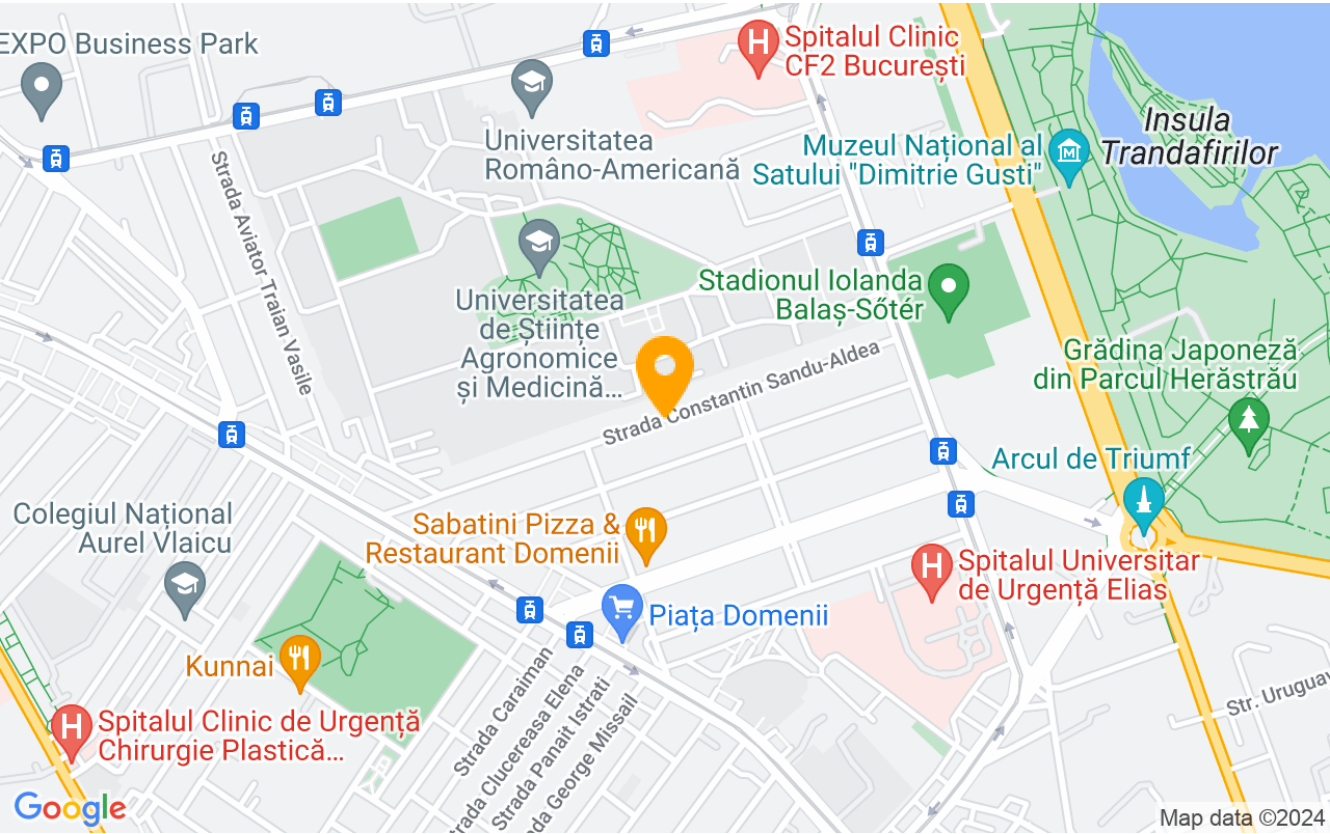 EXPO Business Park
Spitalul Clinic
CF2 București
Insula
Trandafirilor
Universitatea
Româno-Americană
Muzeul Național al
Satului "Dimitrie Gusti"
Strada Aviator Traian Vasile
Stadionul Iolanda
Balaș-Sőtér
Universitatea
de Științe
Agronomice
și Medicină...
Strada Constantin Sandu-Aldea
Grădina Japoneză
din Parcul Herăstrău
Arcul de Triumf
Colegiul Național
Aurel Vlaicu
Sabatini Pizza &
Restaurant Domenii
Spitalul Universitar
de Urgență Elias
Piața Domenii
Kunnai
Strada Caraiman
rada Clucereasa Elena
Strada Panait Istrati
da George Missail
Str. Uruguay
Spitalul Clinic de Urgență
Chirurgie Plastică...
Google
Map data ©2024